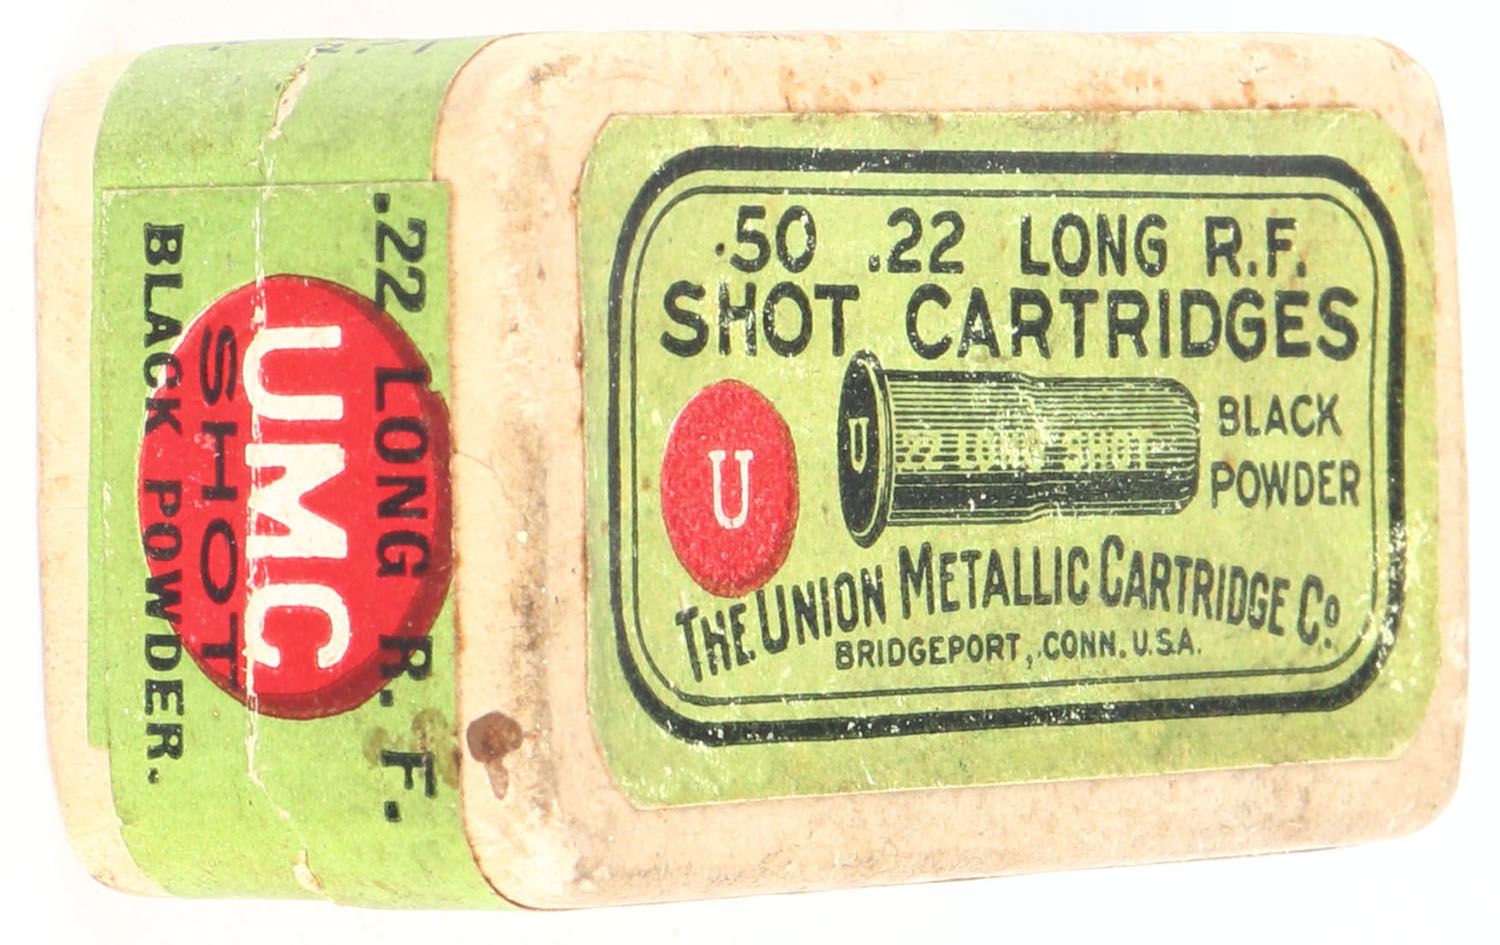 .50 .22 LONG R.F.
SHOT CARTRIDGES
U
U
22 LONG SHOT
BLACK
POWDER
THE UNION METALLIC CARTRIDGE CO.
BRIDGEPORT, CONN. U.S.A.
.22 LONG R. F.
UMC
SHOT
BLACK POWDER.